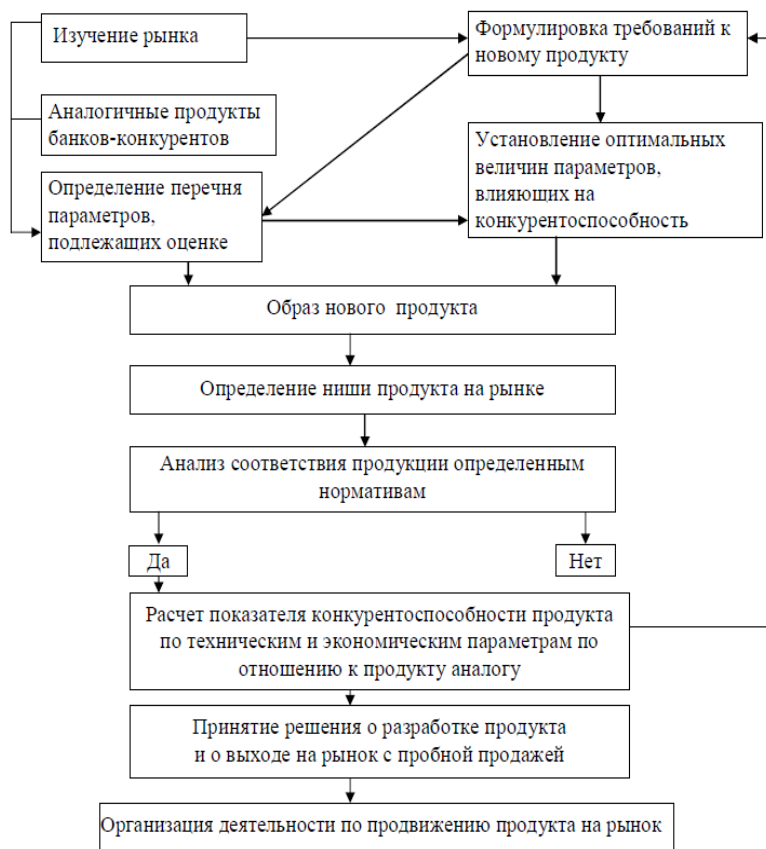 Изучение рынка
Формулировка требований к
новому продукту
Аналогичные продукты
банков-конкурентов
Установление оптимальных
величин параметров,
влияющих на
конкурентоспособность
Определение перечня
параметров,
подлежащих оценке
Образ нового продукта
Определение ниши продукта на рынке
Анализ соответствия продукции определенным
нормативам
Да
Нет
Расчет показателя конкурентоспособности продукта
по техническим и экономическим параметрам по
отношению к продукту аналогу
Принятие решения о разработке продукта
и о выходе на рынок с пробной продажей
Организация деятельности по продвижению продукта на рынок